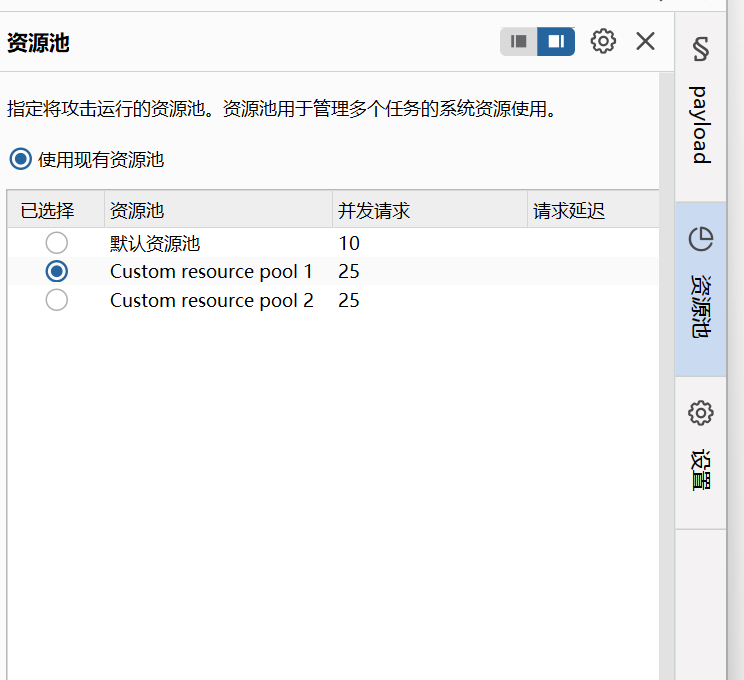 资源池
指定将攻击运行的资源池。资源池用于管理多个任务的系统资源使用。
使用现有资源池
已选择 资源池 并发请求 请求延迟
默认资源池 10
Custom resource pool 1 25
Custom resource pool 2 25
§
payload
资源池
设置